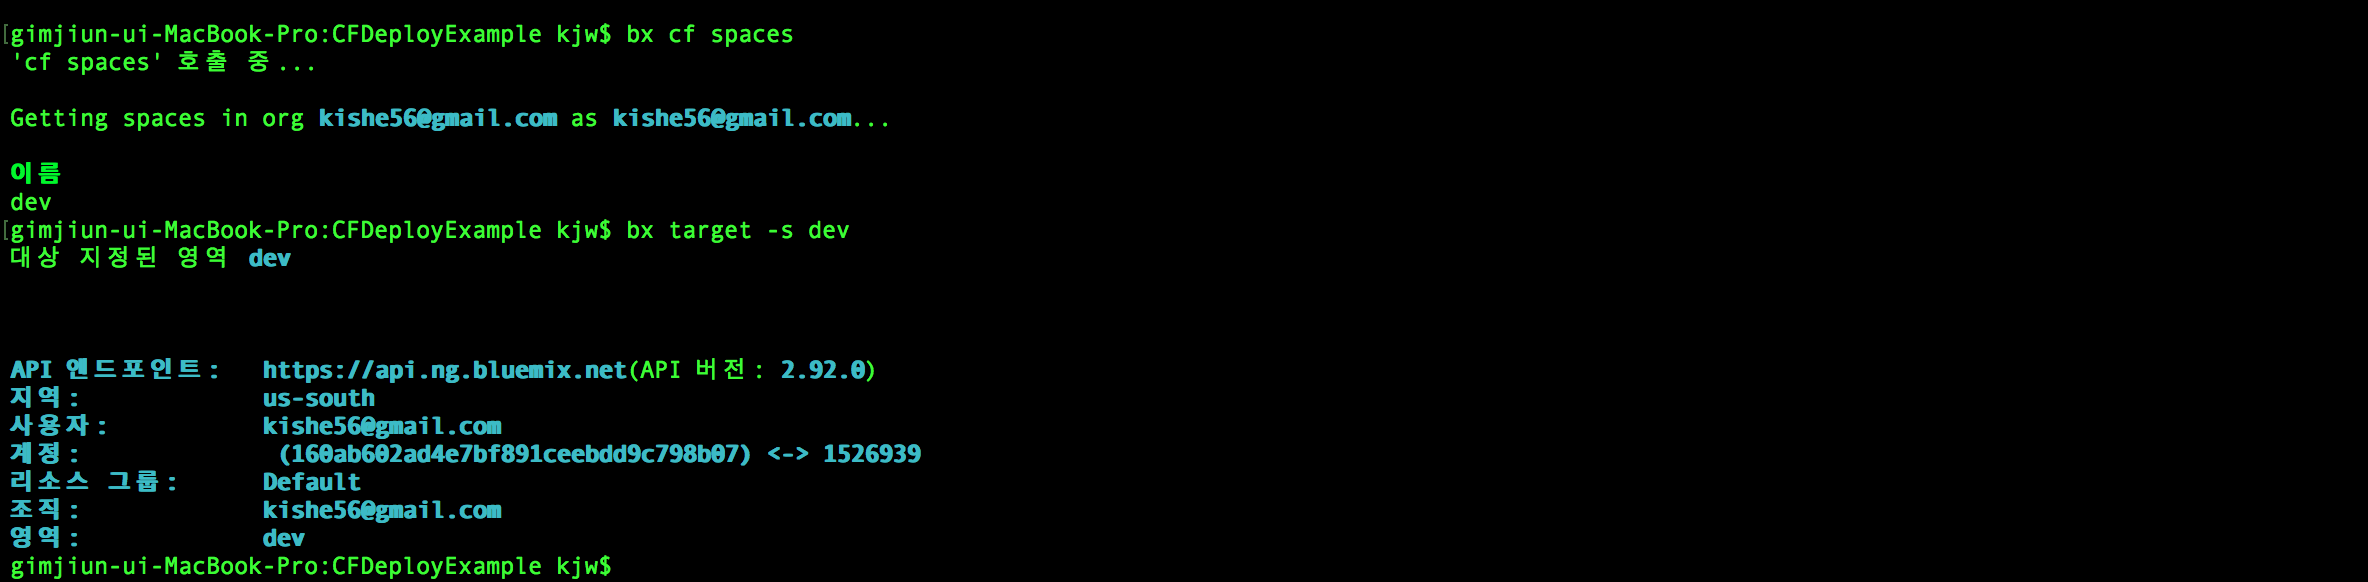 gimjiun-ui-MacBook-Pro:CFDeployExample kjw$ bx cf spaces
'cf spaces' 호출 중...
Getting spaces in org kishe56@gmail.com as kishe56@gmail.com...
이름
dev
gimjiun-ui-MacBook-Pro:CFDeployExample kjw$ bx target -s dev
대상 지정된 영역 dev
API 엔드포인트: https://api.ng.bluemix.net(API 버전: 2.92.0)
지역: us-south
사용자: kishe56@gmail.com
계정: (160ab602ad4e7bf891ceebdd9c798b07) <-> 1526939
리소스 그룹: Default
조직: kishe56@gmail.com
영역: dev
gimjiun-ui-MacBook-Pro:CFDeployExample kjw$